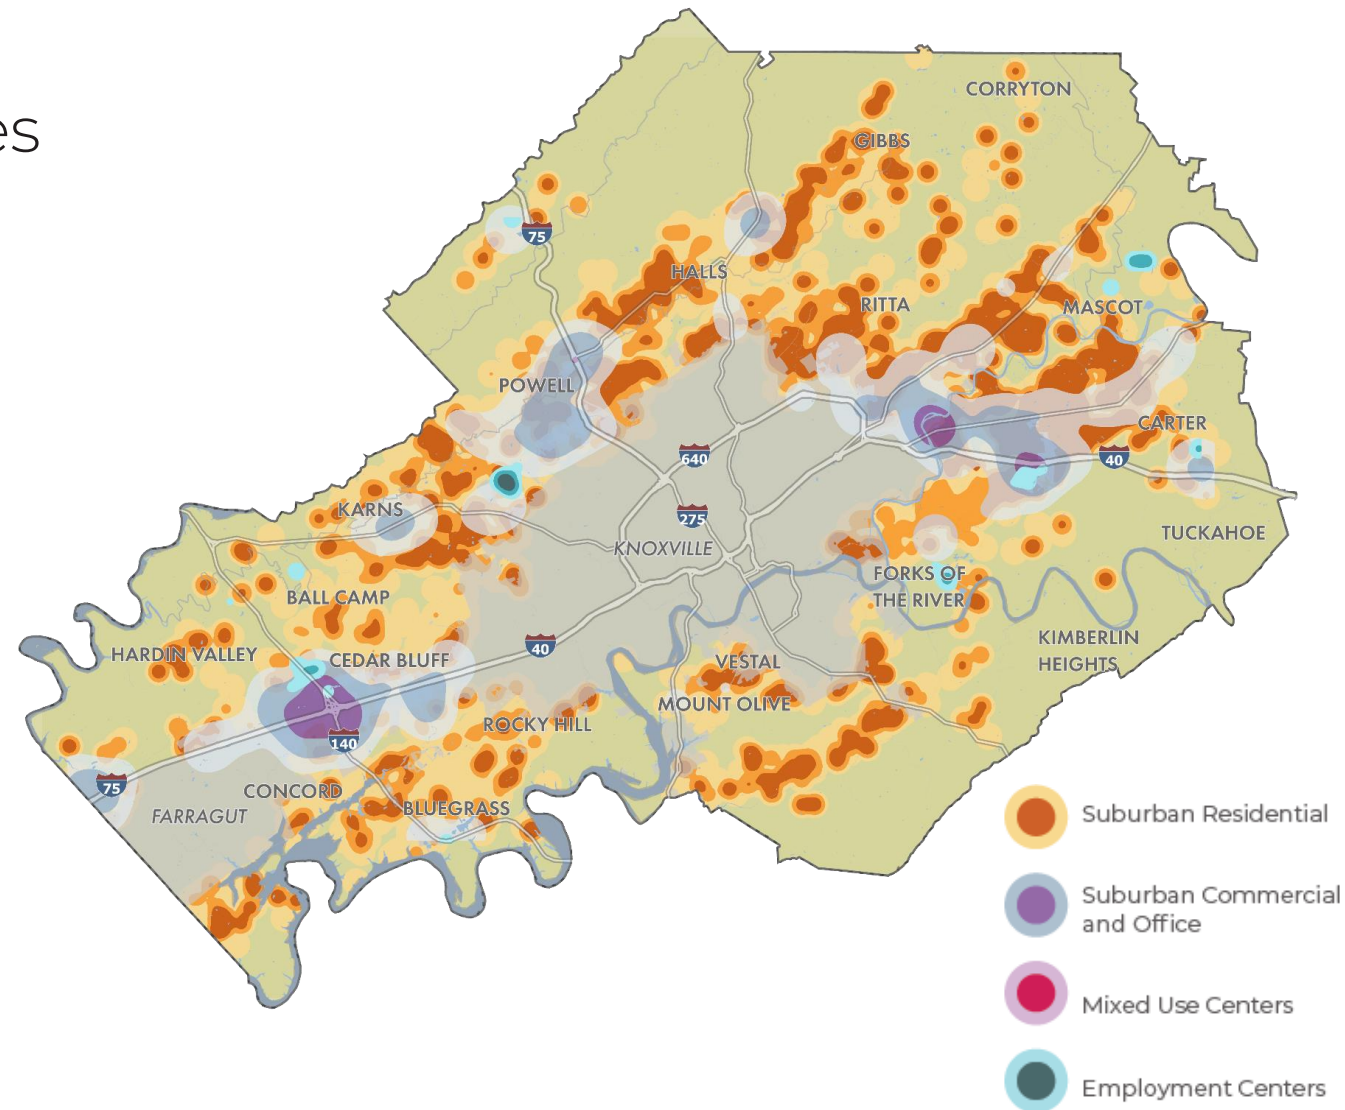 es
CORRYTON
GIBBS
75
HALLS
RITTA
MASCOT
POWELL
CARTER
640
40
275
KARNS
KNOXVILLE
TUCKAHOE
FORKS OF
THE RIVER
BALL CAMP
KIMBERLIN
HEIGHTS
HARDIN VALLEY
CEDAR BLUFF
40
VESTAL
MOUNT OLIVE
ROCKY HILL
140
75
CONCORD
BLUEGRASS
FARRAGUT
Suburban Residential
Suburban Commercial
and Office
Mixed Use Centers
Employment Centers